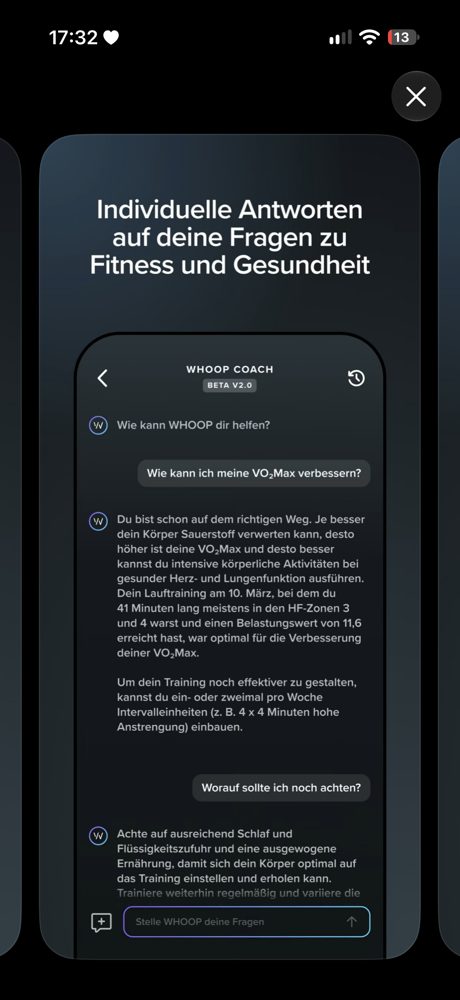 17:32
13
Individuelle Antworten
auf deine Fragen zu
Fitness und Gesundheit
WHOOP COACH
BETA V2.0
Wie kann WHOOP dir helfen?
Wie kann ich meine VO₂Max verbessern?
Du bist schon auf dem richtigen Weg. Je besser
dein Körper Sauerstoff verwerten kann, desto
höher ist deine VO₂Max und desto besser
kannst du intensive körperliche Aktivitäten bei
gesunder Herz- und Lungenfunktion ausführen.
Dein Lauftraining am 10. März, bei dem du
41 Minuten lang meistens in den HF-Zonen 3
und 4 warst und einen Belastungswert von 11,6
erreicht hast, war optimal für die Verbesserung
deiner VO₂Max.
Um dein Training noch effektiver zu gestalten,
kannst du ein- oder zweimal pro Woche
Intervalleinheiten (z. B. 4 x 4 Minuten hohe
Anstrengung) einbauen.
Worauf sollte ich noch achten?
Achte auf ausreichend Schlaf und
Flüssigkeitszufuhr und eine ausgewogene
Ernährung, damit sich dein Körper optimal auf
das Training einstellen und erholen kann.
Trainiere weiterhin regelmäßig und variiere die
Stelle WHOOP deine Fragen